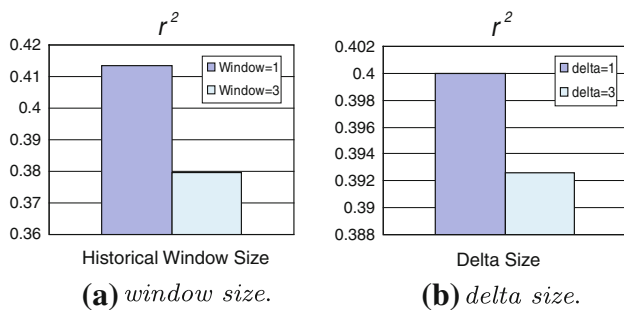 r²
0.42
0.41
0.4
0.39
0.38
0.37
0.36
Window=1
Window=3
Historical Window Size
(a) window size.
r²
0.402
0.4
0.398
0.396
0.394
0.392
0.39
0.388
delta=1
delta=3
Delta Size
(b) delta size.